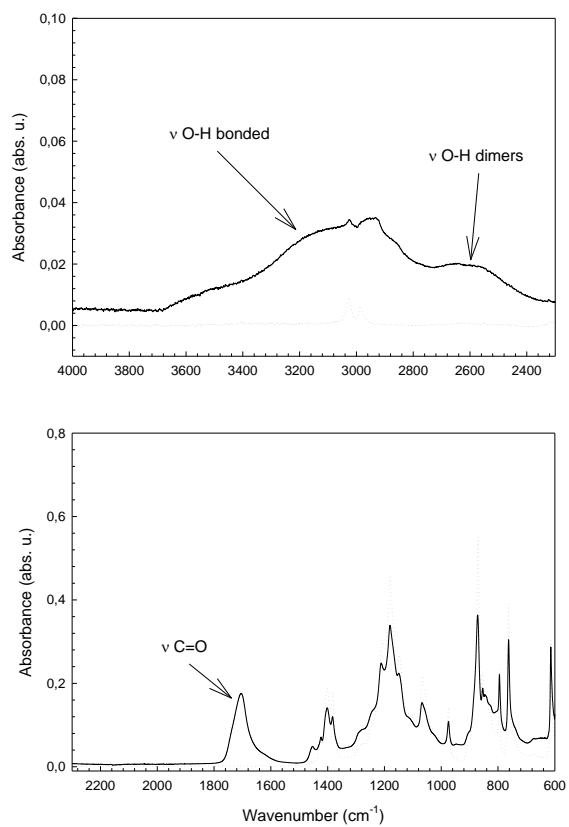 0,10
0,08
0,06
0,04
0,02
0,00
Absorbance (abs. u.)
ν O-H bonded
ν O-H dimers
4000 3800 3600 3400 3200 3000 2800 2600 2400
0,8
0,6
0,4
0,2
0,0
Absorbance (abs. u.)
ν C=O
2200 2000 1800 1600 1400 1200 1000 800 600
Wavenumber (cm⁻¹)